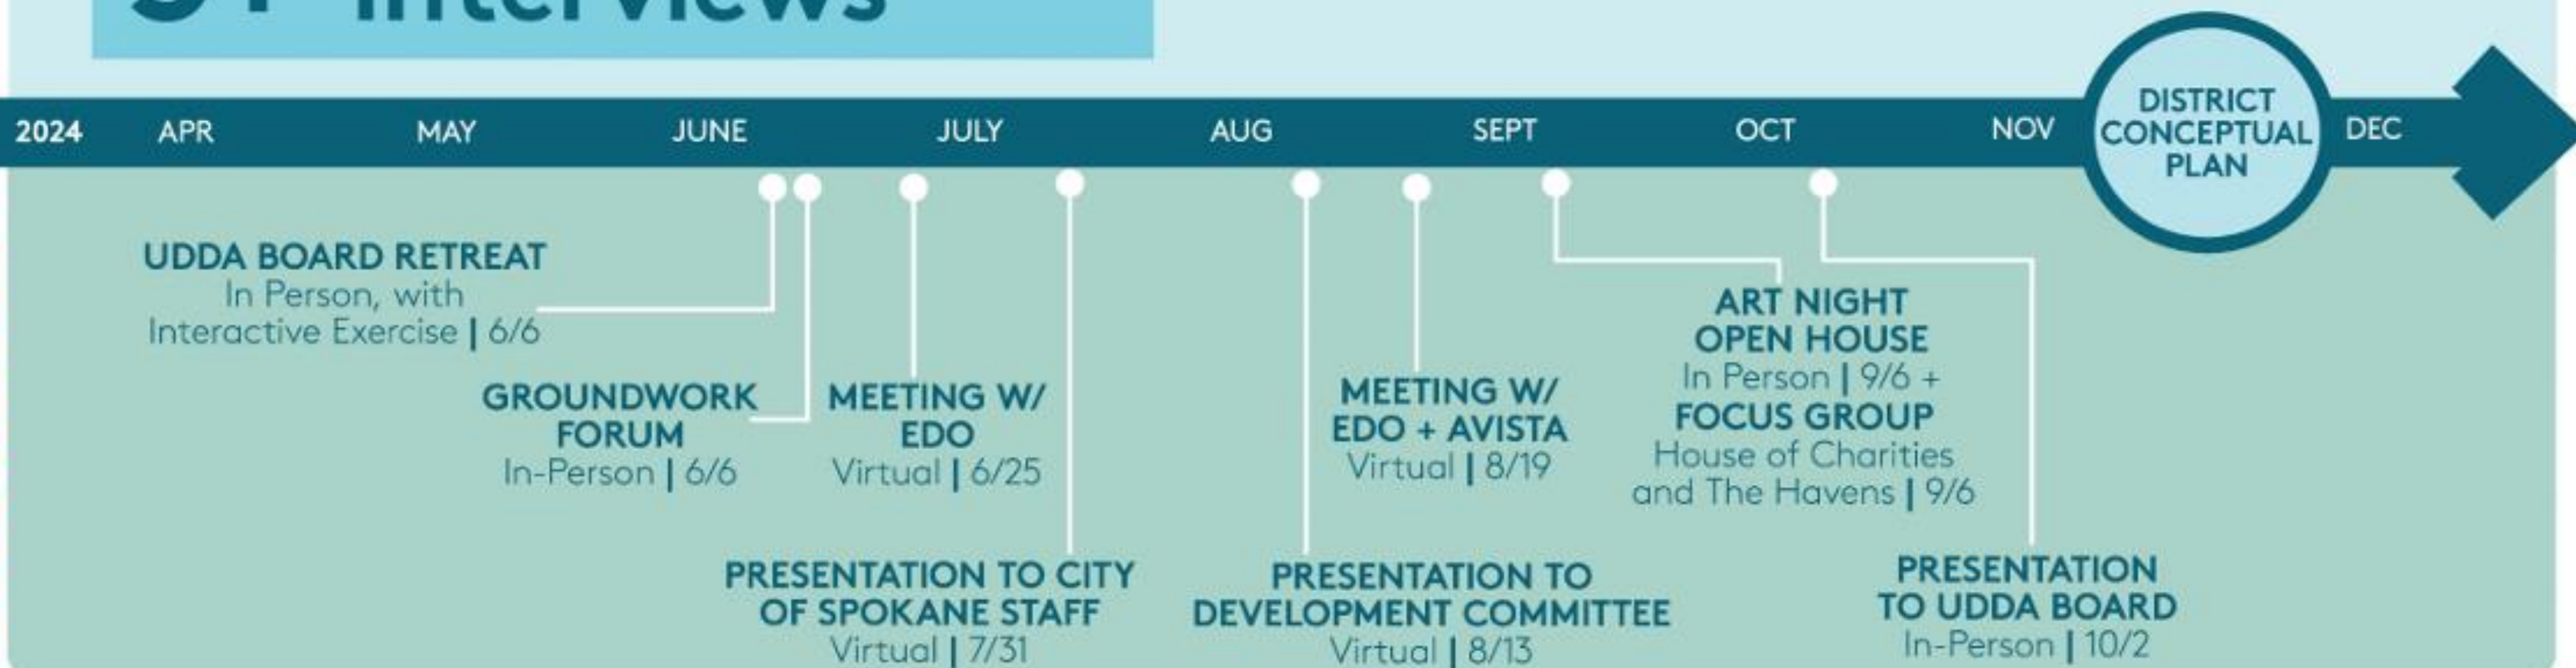 Interviews
2024 APR MAY JUNE JULY AUG SEPT OCT NOV DEC
DISTRICT
CONCEPTUAL
PLAN
UDDA BOARD RETREAT
In Person, with
Interactive Exercise | 6/6
GROUNDWORK
FORUM
In-Person | 6/6
MEETING W/
EDO
Virtual | 6/25
PRESENTATION TO CITY
OF SPOKANE STAFF
Virtual | 7/31
PRESENTATION TO
DEVELOPMENT COMMITTEE
Virtual | 8/13
MEETING W/
EDO + AVISTA
Virtual | 8/19
ART NIGHT
OPEN HOUSE
In Person | 9/6 +
FOCUS GROUP
House of Charities
and The Havens | 9/6
PRESENTATION
TO UDDA BOARD
In-Person | 10/2